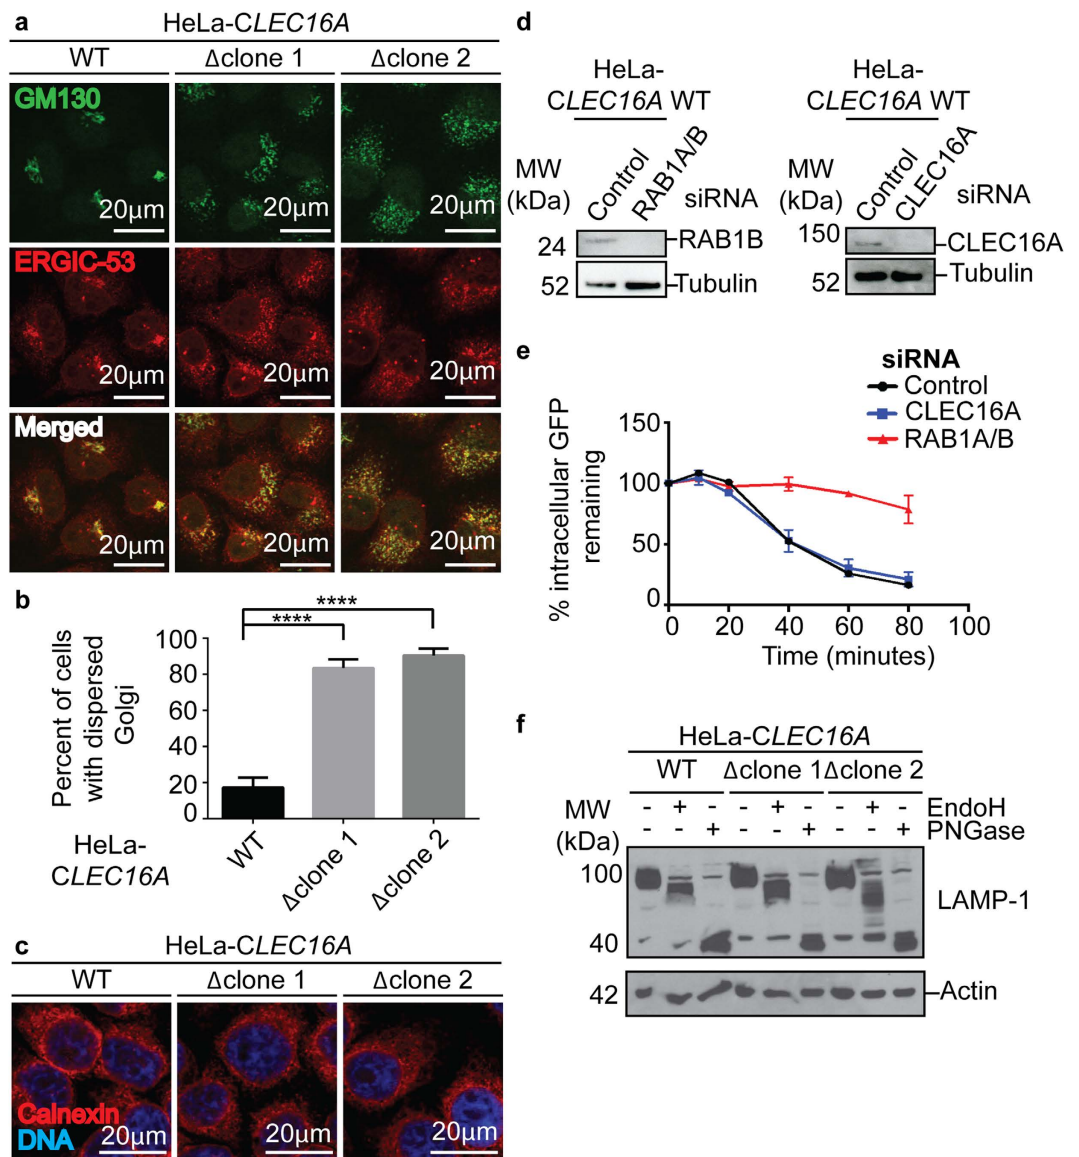 a
HeLa-CLEC16A
WT Δclone 1 Δclone 2
GM130
20µm 20µm 20µm
ERGIC-53
20µm 20µm 20µm
Merged
20µm 20µm 20µm
b
**** 
****
Percent of cells
with dispersed
Golgi
100
80
60
40
20
0
HeLa-
CLEC16A
WT Δclone 1 Δclone 2
c
HeLa-CLEC16A
WT Δclone 1 Δclone 2
Calnexin
DNA
20µm 20µm 20µm
d
HeLa-
CLEC16A WT
MW
(kDa)
Control RAB1A/B siRNA
24 RAB1B
52 Tubulin
HeLa-
CLEC16A WT
MW
(kDa)
Control CLEC16A siRNA
150 CLEC16A
52 Tubulin
e
siRNA
Control
CLEC16A
RAB1A/B
% intracellular GFP
remaining
150
100
50
0
0 20 40 60 80 100
Time (minutes)
f
HeLa-CLEC16A
WT Δclone 1 Δclone 2
MW
(kDa)
- + - - + - - + EndoH
- - + - - + - - + PNGase
100
LAMP-1
40
42 Actin